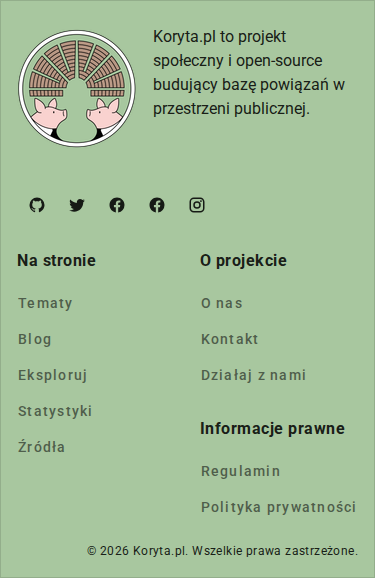 Koryta.pl to projekt
społeczny i open-source
budujący bazę powiązań w
przestrzeni publicznej.
Na stronie
Tematy
Blog
Eksploruj
Statystyki
Źródła
O projekcie
O nas
Kontakt
Działaj z nami
Informacje prawne
Regulamin
Polityka prywatności
© 2026 Koryta.pl. Wszelkie prawa zastrzeżone.